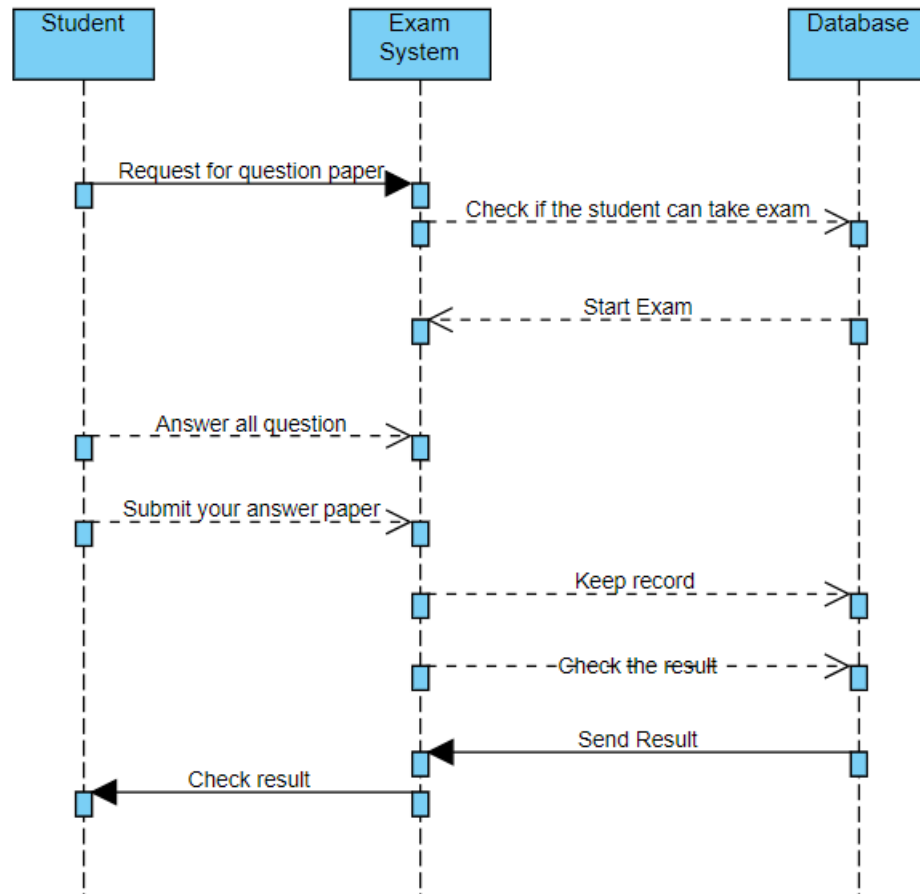 Student
Exam
System
Database
Request for question paper
Check if the student can take exam
Start Exam
Answer all question
Submit your answer paper
Keep record
Check the result
Send Result
Check result